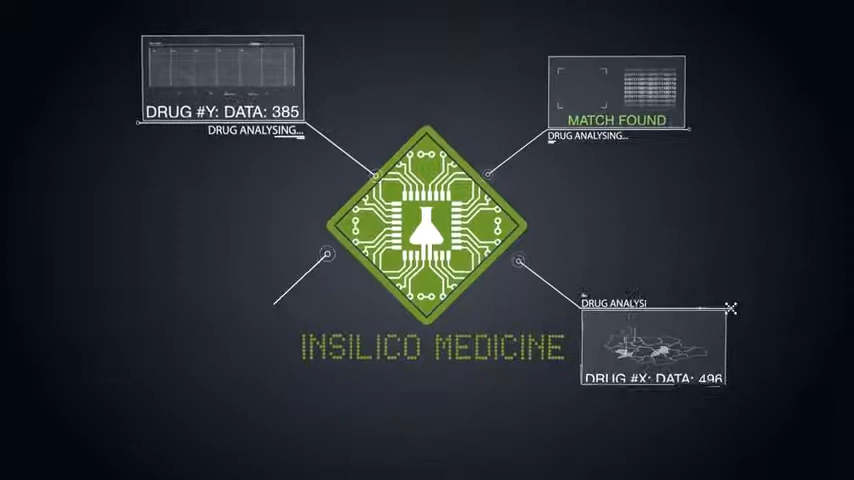 DRUG #Y: DATA: 385
DRUG ANALYSING...
MATCH FOUND
DRUG ANALYSING...
INSILICO MEDICINE
DRUG ANALYSI
DRUG #X: DATA: 496